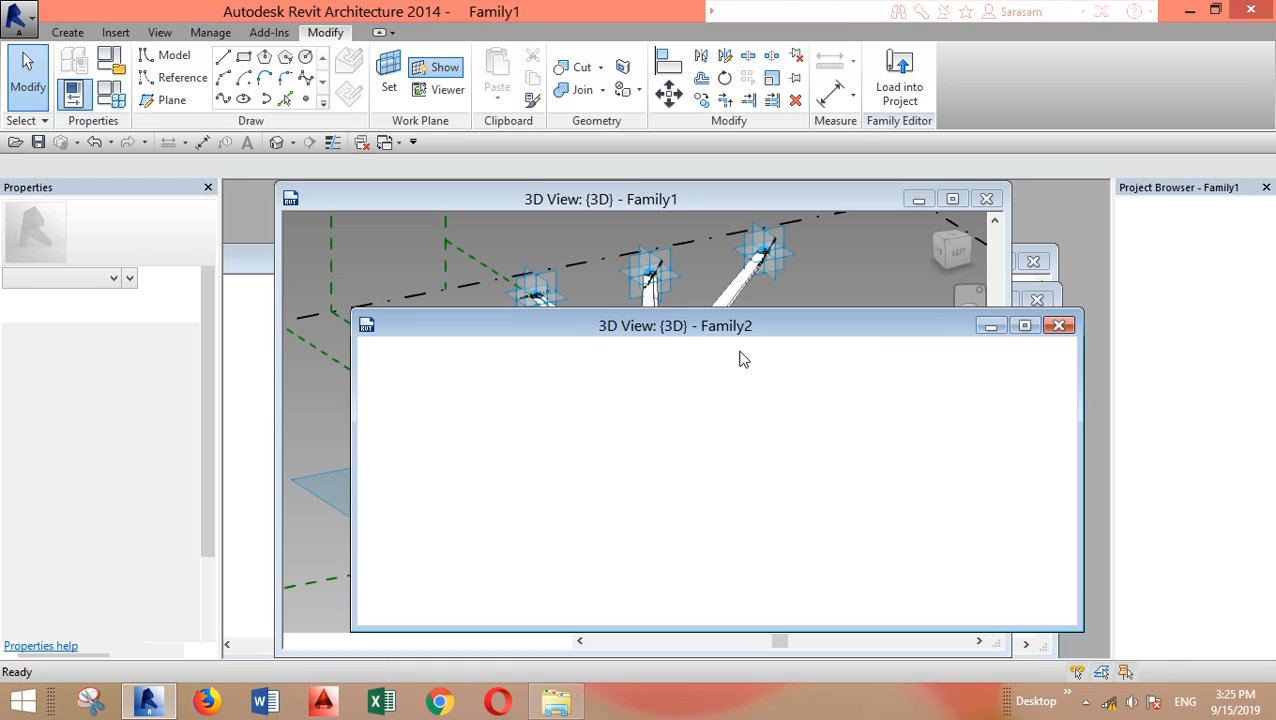 Autodesk Revit Architecture 2014 - Family1
Sarasam
Create Insert View Manage Add-Ins Modify
Modify
Select
Properties
Model
Reference
Plane
Draw
Set
Show
Viewer
Work Plane
Paste
Clipboard
Cut
Join
Geometry
Modify
Measure
Load into
Project
Family Editor
Properties
Properties help
Project Browser - Family1
3D View: {3D} - Family1
LEFT
3D View: {3D} - Family2
Ready
Desktop
ENG
3:25 PM
9/15/2019